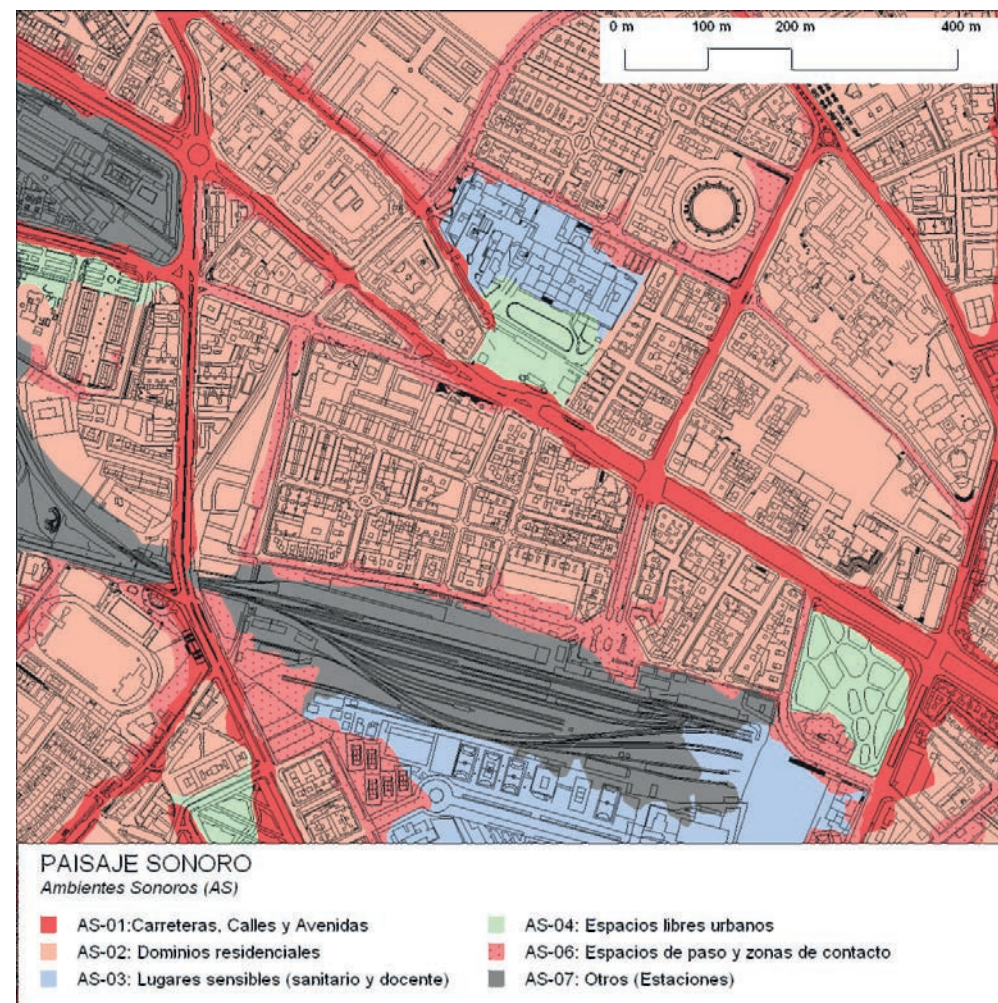 0 m 100 m 200 m 400 m
PAISAJE SONORO
Ambientes Sonoros (AS)
AS-01:Carreteras, Calles y Avenidas
AS-02: Dominios residenciales
AS-03: Lugares sensibles (sanitario y docente)
AS-04: Espacios libres urbanos
AS-06: Espacios de paso y zonas de contacto
AS-07: Otros (Estaciones)